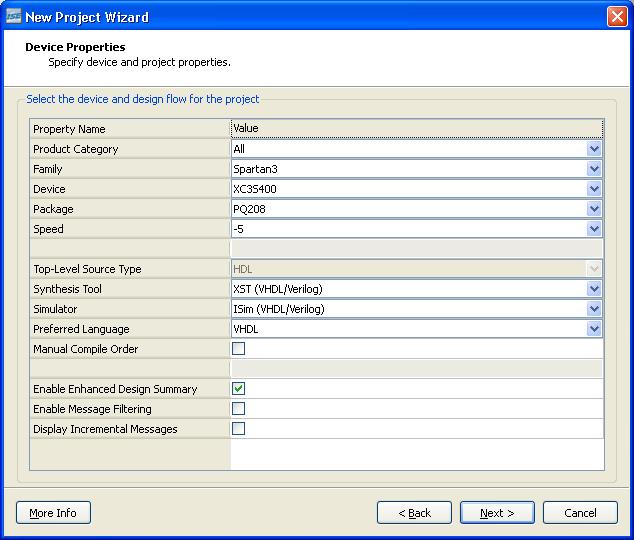 ISE New Project Wizard
Device Properties
Specify device and project properties.
Select the device and design flow for the project
Property Name Value
Product Category All
Family Spartan3
Device XC3S400
Package PQ208
Speed -5
Top-Level Source Type HDL
Synthesis Tool XST (VHDL/Verilog)
Simulator ISim (VHDL/Verilog)
Preferred Language VHDL
Manual Compile Order
Enable Enhanced Design Summary
Enable Message Filtering
Display Incremental Messages
More Info < Back Next > Cancel